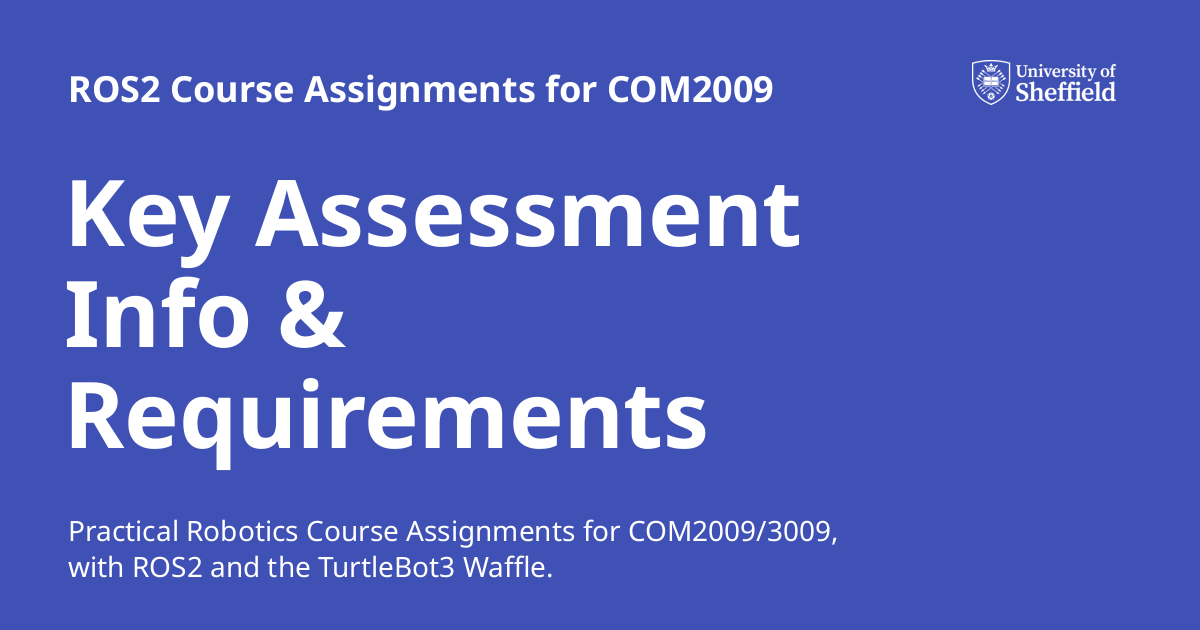 ROS2 Course Assignments for COM2009
University of
Sheffield
Key Assessment
Info &
Requirements
Practical Robotics Course Assignments for COM2009/3009,
with ROS2 and the TurtleBot3 Waffle.